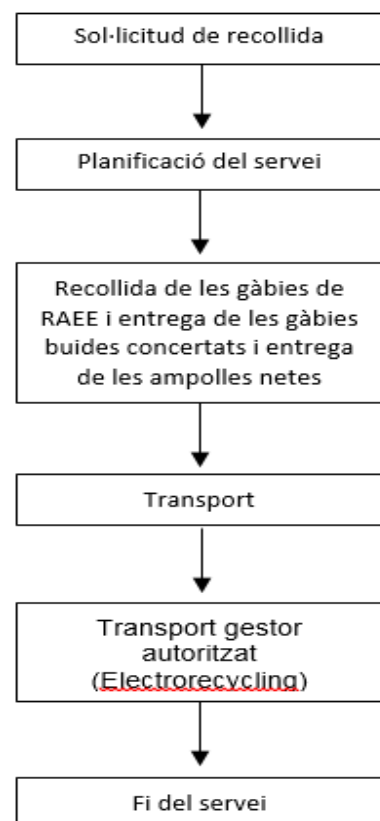 Sol·licitud de recollida
Planificació del servei
Recollida de les gàbies de
RAEE i entrega de les gàbies
buides concertats i entrega
de les ampolles netes
Transport
Transport gestor
autoritzat
(Electrorecycling)
Fi del servei